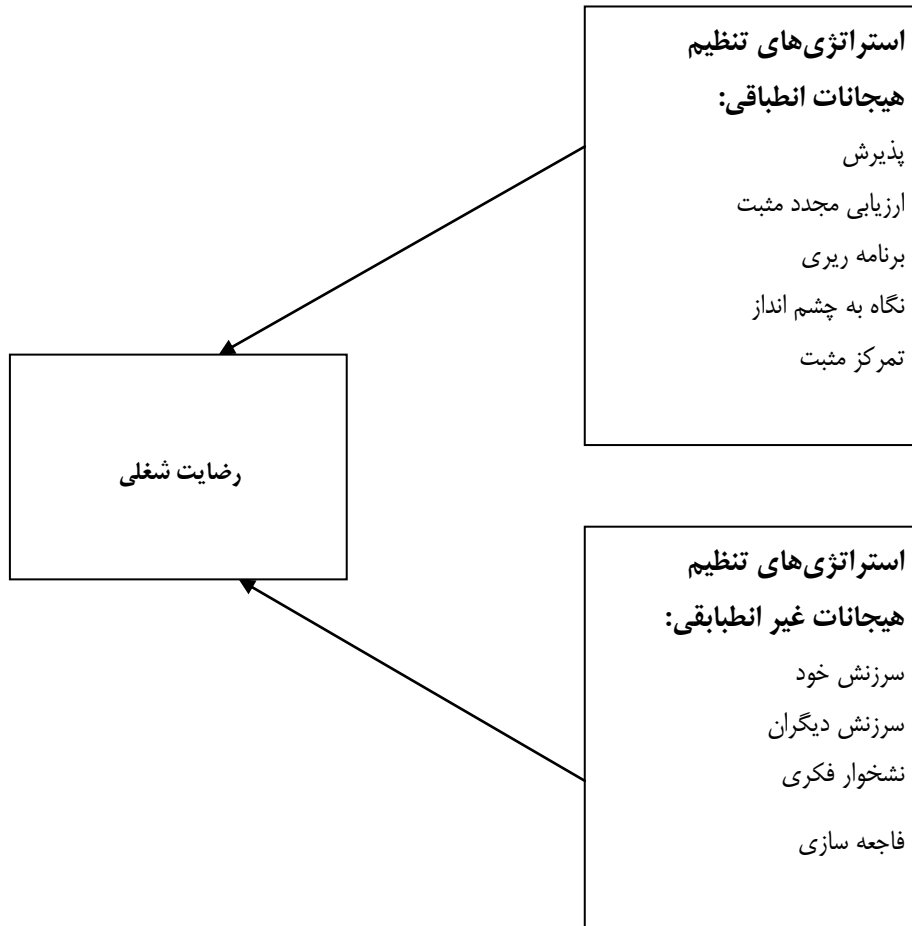 استراتژی‌های تنظیم
هیجانات انطباقی:
پذیرش
ارزیابی مجدد مثبت
برنامه ریری
نگاه به چشم انداز
تمرکز مثبت
رضایت شغلی
استراتژی‌های تنظیم
هیجانات غیر انطبابقی:
سرزنش خود
سرزنش دیگران
نشخوار فکری
فاجعه سازی